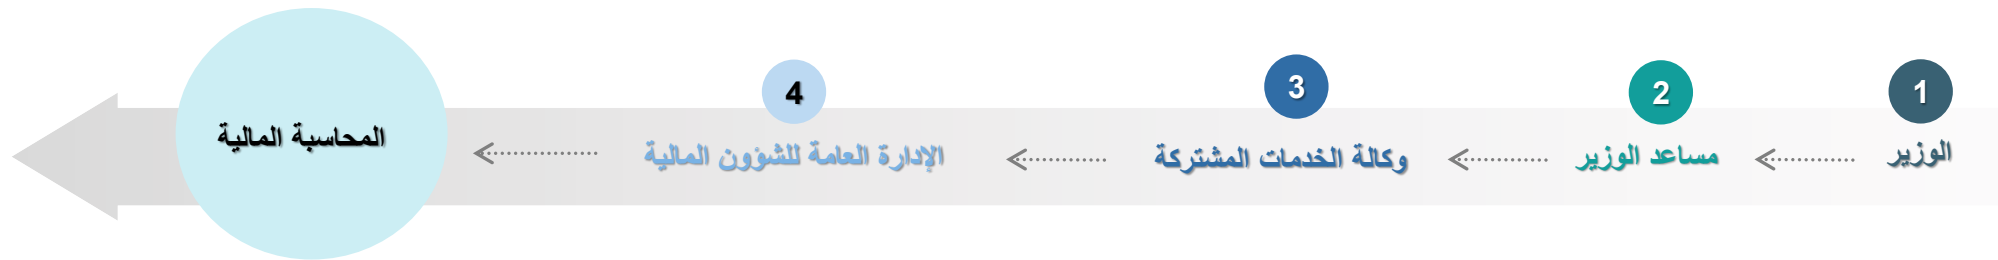 1
الوزير
2
مساعد الوزير
3
وكالة الخدمات المشتركة
4
الإدارة العامة للشؤون المالية
المحاسبة المالية